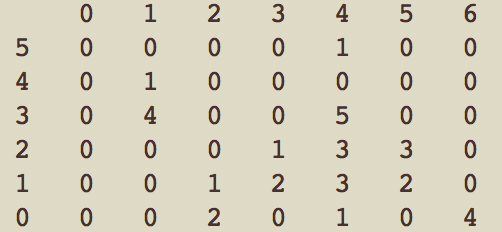 0 1 2 3 4 5 6
5 0 0 0 0 1 0 0
4 0 1 0 0 0 0 0
3 0 4 0 0 5 0 0
2 0 0 0 1 3 3 0
1 0 0 1 2 3 2 0
0 0 0 2 0 1 0 4